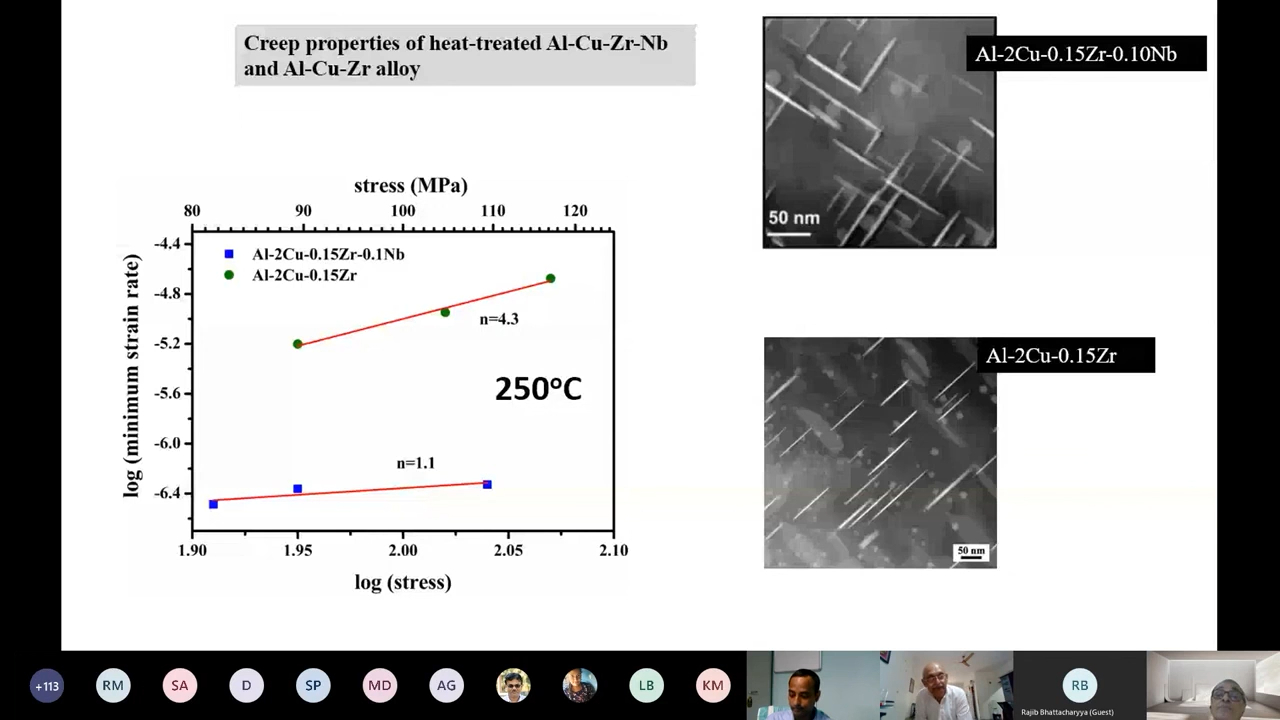 Creep properties of heat-treated Al-Cu-Zr-Nb
and Al-Cu-Zr alloy
Al-2Cu-0.15Zr-0.10Nb
50 nm
stress (MPa)
80 90 100 110 120
log (minimum strain rate)
-4.4
-4.8
-5.2
-5.6
-6.0
-6.4
Al-2Cu-0.15Zr-0.1Nb
Al-2Cu-0.15Zr
n=4.3
250°C
n=1.1
1.90 1.95 2.00 2.05 2.10
log (stress)
Al-2Cu-0.15Zr
50 nm
+113 RM SA D SP MD AG LB KM RB
Rajib Bhattacharyya (Guest)